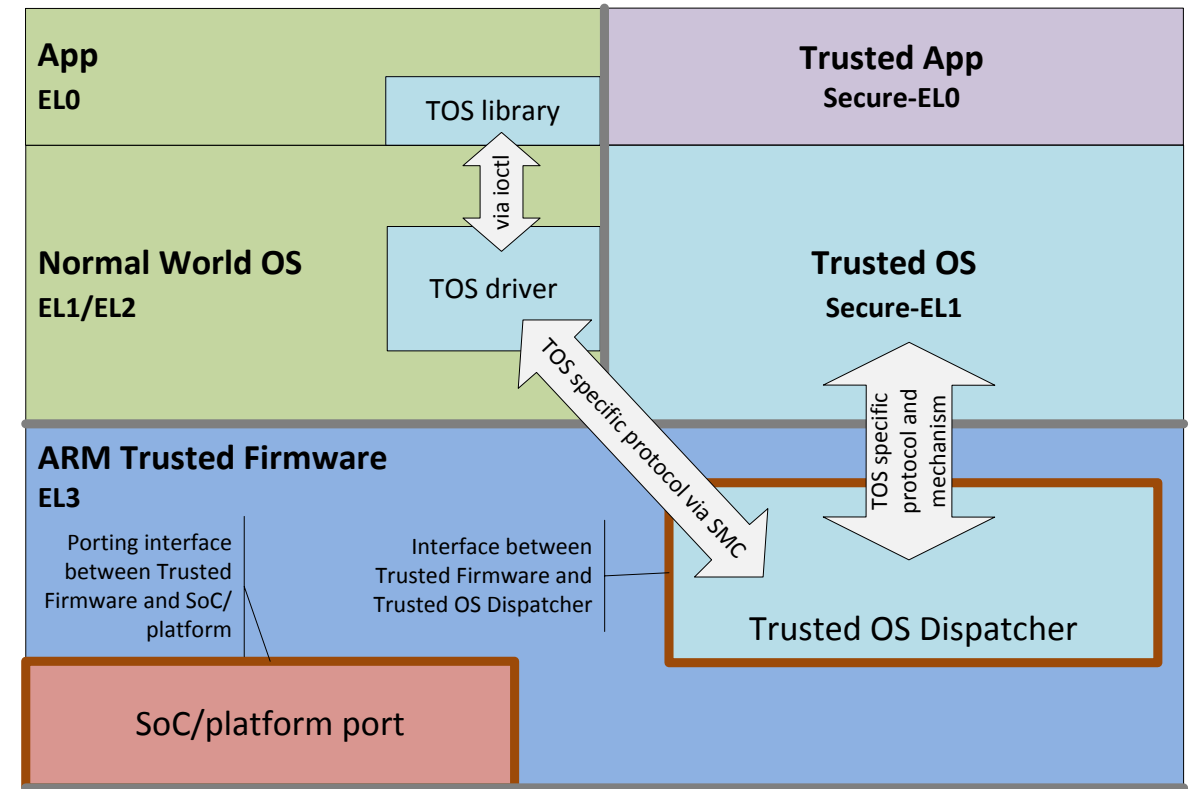 App
EL0
TOS library
Trusted App
Secure-EL0
via ioctl
Normal World OS
EL1/EL2
TOS driver
Trusted OS
Secure-EL1
TOS specific protocol via SMC
TOS specific
protocol and
mechanism
ARM Trusted Firmware
EL3
Porting interface
between Trusted
Firmware and SoC/
platform
Interface between
Trusted Firmware and
Trusted OS Dispatcher
Trusted OS Dispatcher
SoC/platform port